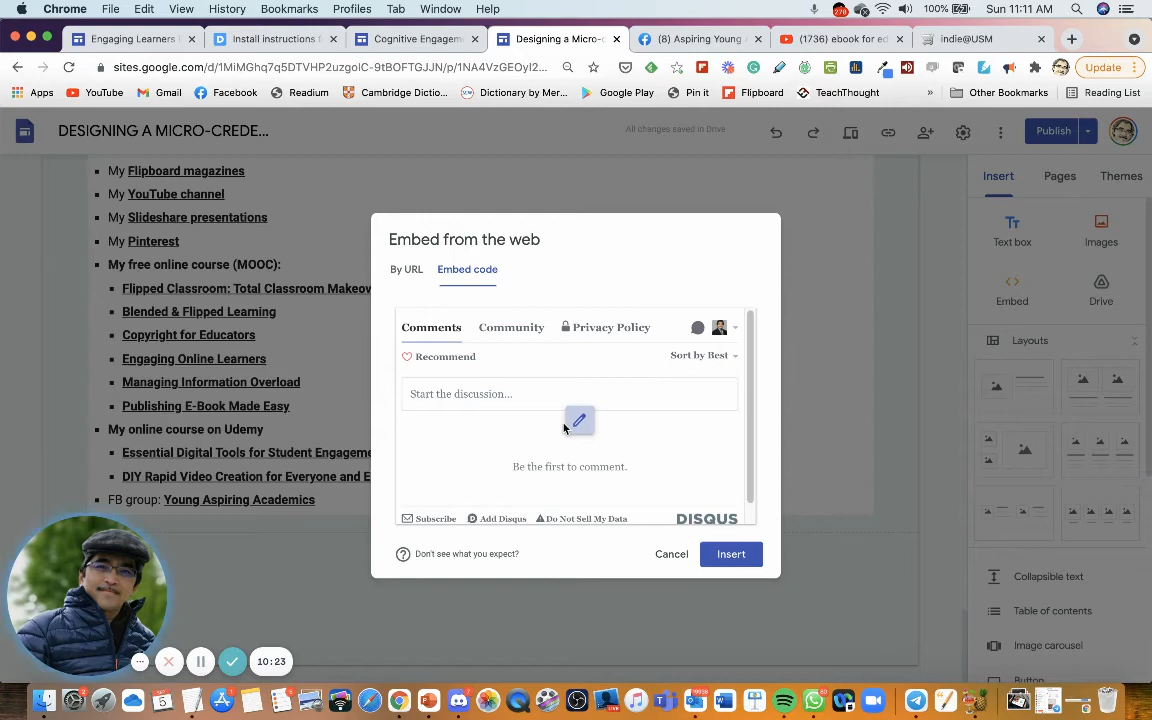 Chrome File Edit View History Bookmarks Profiles Tab Window Help 278 100% Sun 11:11 AM
Engaging Learners Install instructions f Cognitive Engageme Designing a Micro-c (8) Aspiring Young A (1736) ebook for ed indie@USM
sites.google.com/d/1MiMGhq7q5DTVHP2uzgolC-9tBOFTGJJN/p/1NA4VzGEOyl2... Update
Apps YouTube Gmail Facebook Readium Cambridge Dictio... Dictionary by Mer... Google Play Pin it Flipboard TeachThought » Other Bookmarks Reading List
DESIGNING A MICRO-CREDE... All changes saved in Drive Publish
My Flipboard magazines
My YouTube channel
My Slideshare presentations
My Pinterest
My free online course (MOOC):
Flipped Classroom: Total Classroom Makeov
Blended & Flipped Learning
Copyright for Educators
Engaging Online Learners
Managing Information Overload
Publishing E-Book Made Easy
My online course on Udemy
Essential Digital Tools for Student Engageme
DIY Rapid Video Creation for Everyone and E
FB group: Young Aspiring Academics
Embed from the web
By URL Embed code
Comments Community Privacy Policy
Recommend Sort by Best
Start the discussion...
Be the first to comment.
Subscribe Add Disqus Do Not Sell My Data DISQUS
Don't see what you expect? Cancel Insert
Insert Pages Themes
Text box Images
Embed Drive
Layouts
Collapsible text
Table of contents
Image carousel
Button
10:23